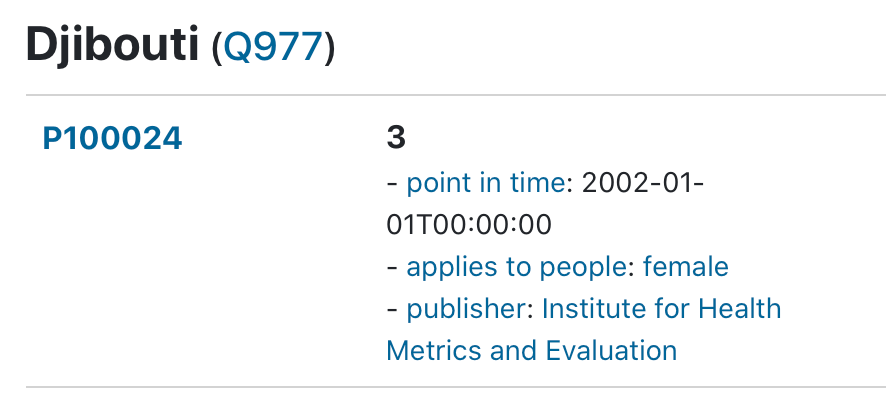 Djibouti (Q977)
P100024
3
- point in time: 2002-01-
01T00:00:00
- applies to people: female
- publisher: Institute for Health
Metrics and Evaluation